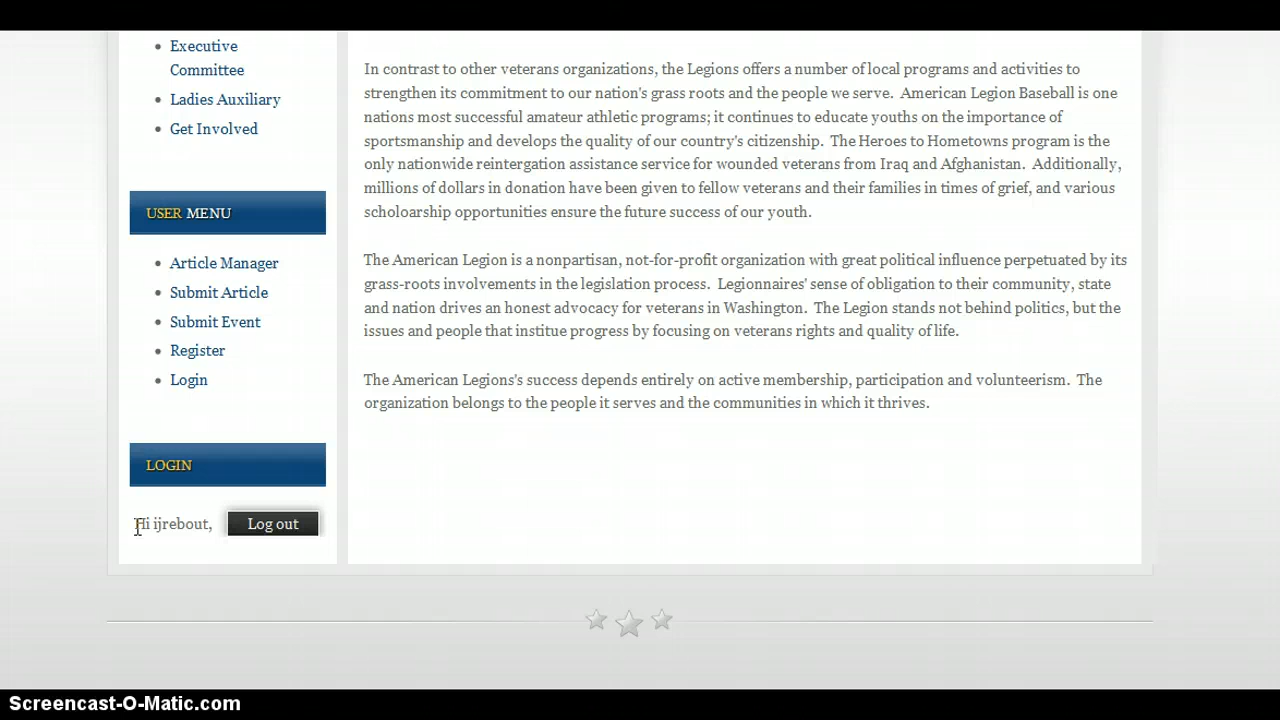 Executive
Committee
Ladies Auxiliary
Get Involved
USER MENU
Article Manager
Submit Article
Submit Event
Register
Login
LOGIN
Hi ijrebout,
Log out
In contrast to other veterans organizations, the Legions offers a number of local programs and activities to
strengthen its commitment to our nation's grass roots and the people we serve.  American Legion Baseball is one
nations most successful amateur athletic programs; it continues to educate youths on the importance of
sportsmanship and develops the quality of our country's citizenship.  The Heroes to Hometowns program is the
only nationwide reintergation assistance service for wounded veterans from Iraq and Afghanistan.  Additionally,
millions of dollars in donation have been given to fellow veterans and their families in times of grief, and various
scholoarship opportunities ensure the future success of our youth.
The American Legion is a nonpartisan, not-for-profit organization with great political influence perpetuated by its
grass-roots involvements in the legislation process.  Legionnaires' sense of obligation to their community, state
and nation drives an honest advocacy for veterans in Washington.  The Legion stands not behind politics, but the
issues and people that institue progress by focusing on veterans rights and quality of life.
The American Legions's success depends entirely on active membership, participation and volunteerism.  The
organization belongs to the people it serves and the communities in which it thrives.
Screencast-O-Matic.com